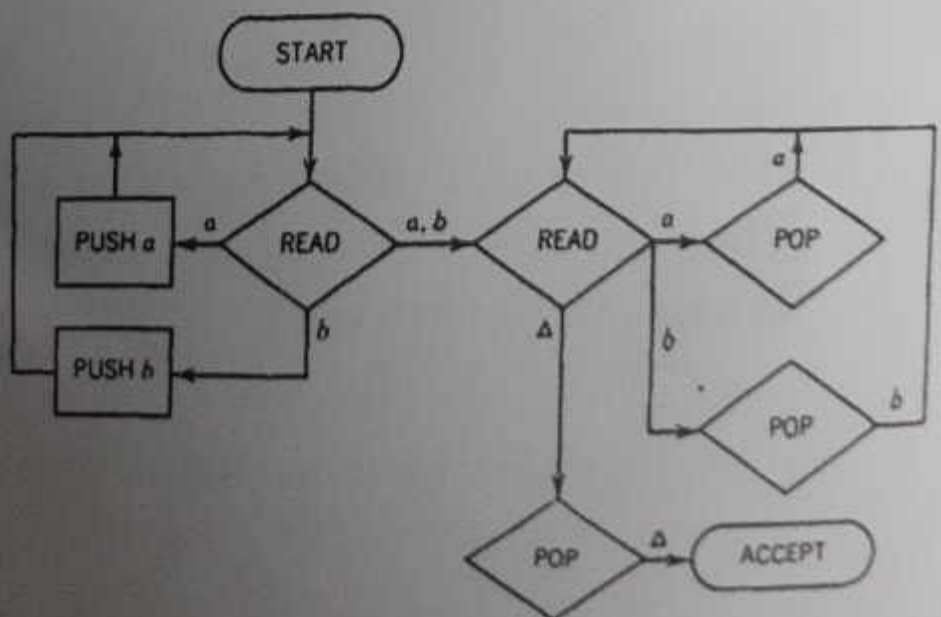 START
PUSH a
a
READ
a, b
READ
a
POP
a
b
PUSH b
Δ
b
POP
b
POP
Δ
ACCEPT